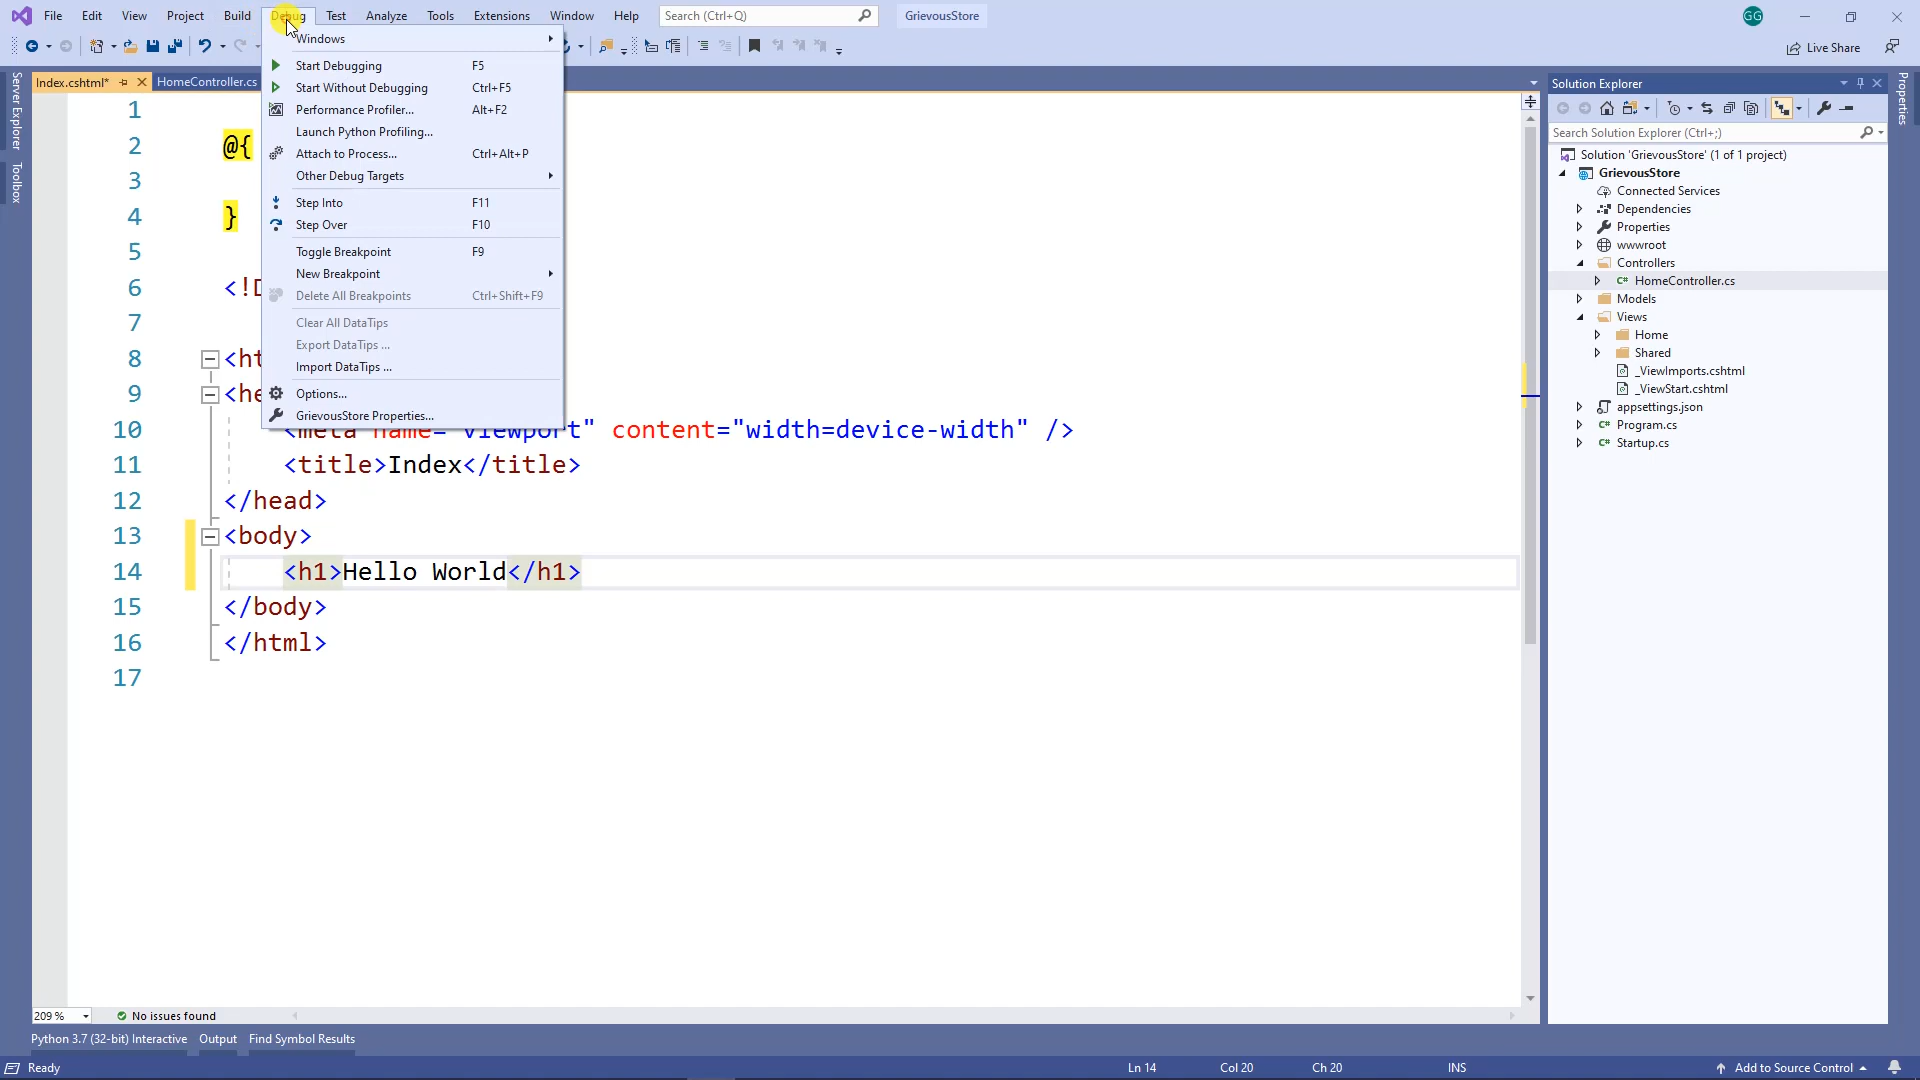 File Edit View Project Build Debug Test Analyze Tools Extensions Window Help Search (Ctrl+Q) GrievousStore GG
Live Share
Index.cshtml* HomeController.cs
Server Explorer
Toolbox
Windows
Start Debugging F5
Start Without Debugging Ctrl+F5
Performance Profiler... Alt+F2
Launch Python Profiling...
Attach to Process... Ctrl+Alt+P
Other Debug Targets
Step Into F11
Step Over F10
Toggle Breakpoint F9
New Breakpoint
Delete All Breakpoints Ctrl+Shift+F9
Clear All DataTips
Export DataTips ...
Import DataTips ...
Options...
GrievousStore Properties...
1
2 @{
3
4 }
5
6 <!D
7
8 <ht
9 <he
10 <meta name="viewport" content="width=device-width" />
11 <title>Index</title>
12 </head>
13 <body>
14 <h1>Hello World</h1>
15 </body>
16 </html>
17
209 % No issues found
Solution Explorer
Search Solution Explorer (Ctrl+;)
Solution 'GrievousStore' (1 of 1 project)
GrievousStore
Connected Services
Dependencies
Properties
wwwroot
Controllers
C# HomeController.cs
Models
Views
Home
Shared
_ViewImports.cshtml
_ViewStart.cshtml
appsettings.json
C# Program.cs
C# Startup.cs
Properties
Python 3.7 (32-bit) Interactive Output Find Symbol Results
Ready Ln 14 Col 20 Ch 20 INS Add to Source Control